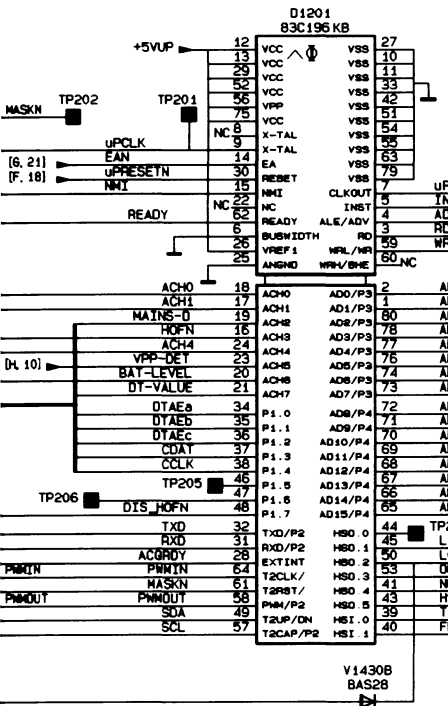 D1201
83C196KB
+5VUP
12 VCC VSS 27
13 VCC VSS 10
29 VCC VSS 11
52 VCC VSS 33
56 VPP VSS 42
75 VCC VSS 51
MASKN TP202 TP201
NC 8 X-TAL VSS 54
uPCLK 9 X-TAL VSS 55
[G, 21] EAN 14 EA VSS 63
[F, 18] uPRESETN 30 RESET VSS 79
NMI 15 NMI CLKOUT 7 uP
NC 22 NC INST 5 IN
READY 62 READY ALE/ADV 4 AD
6 BUSWIDTH RD 3 RD
26 VREF1 WRL/WR 59 WR
25 ANGND WRH/BHE 60 NC
ACH0 18 ACH0 AD0/P3 2
ACH1 17 ACH1 AD1/P3 1
MAINS-D 19 ACH2 AD2/P3 80
HOFN 16 ACH3 AD3/P3 78
ACH4 24 ACH4 AD4/P3 77
[H, 10] VPP-DET 23 ACH5 AD5/P3 76
BAT-LEVEL 20 ACH6 AD6/P3 74
DT-VALUE 21 ACH7 AD7/P3 73
DTAEa 34 P1.0 AD8/P4 72
DTAEb 35 P1.1 AD9/P4 71
DTAEc 36 P1.2 AD10/P4 70
CDAT 37 P1.3 AD11/P4 69
CCLK 38 P1.4 AD12/P4 68
TP205 46 P1.5 AD13/P4 67
TP206 47 P1.6 AD14/P4 66
DIS_HOFN 48 P1.7 AD15/P4 65
TXD 32 TXD/P2 HSO.0 44 TP2
RXD 31 RXD/P2 HSO.1 45 L
ACQRDY 28 EXTINT HSO.2 50 L
PWMIN PWMIN 64 T2CLK/ HSO.3 53
MASKN 61 T2RST/ HSO.4 41
PWMOUT PWMOUT 58 PWM/P2 HSO.5 43
SDA 49 T2UP/DN HSI.0 39 T
SCL 57 T2CAP/P2 HSI.1 40 F
V1430B
BAS28